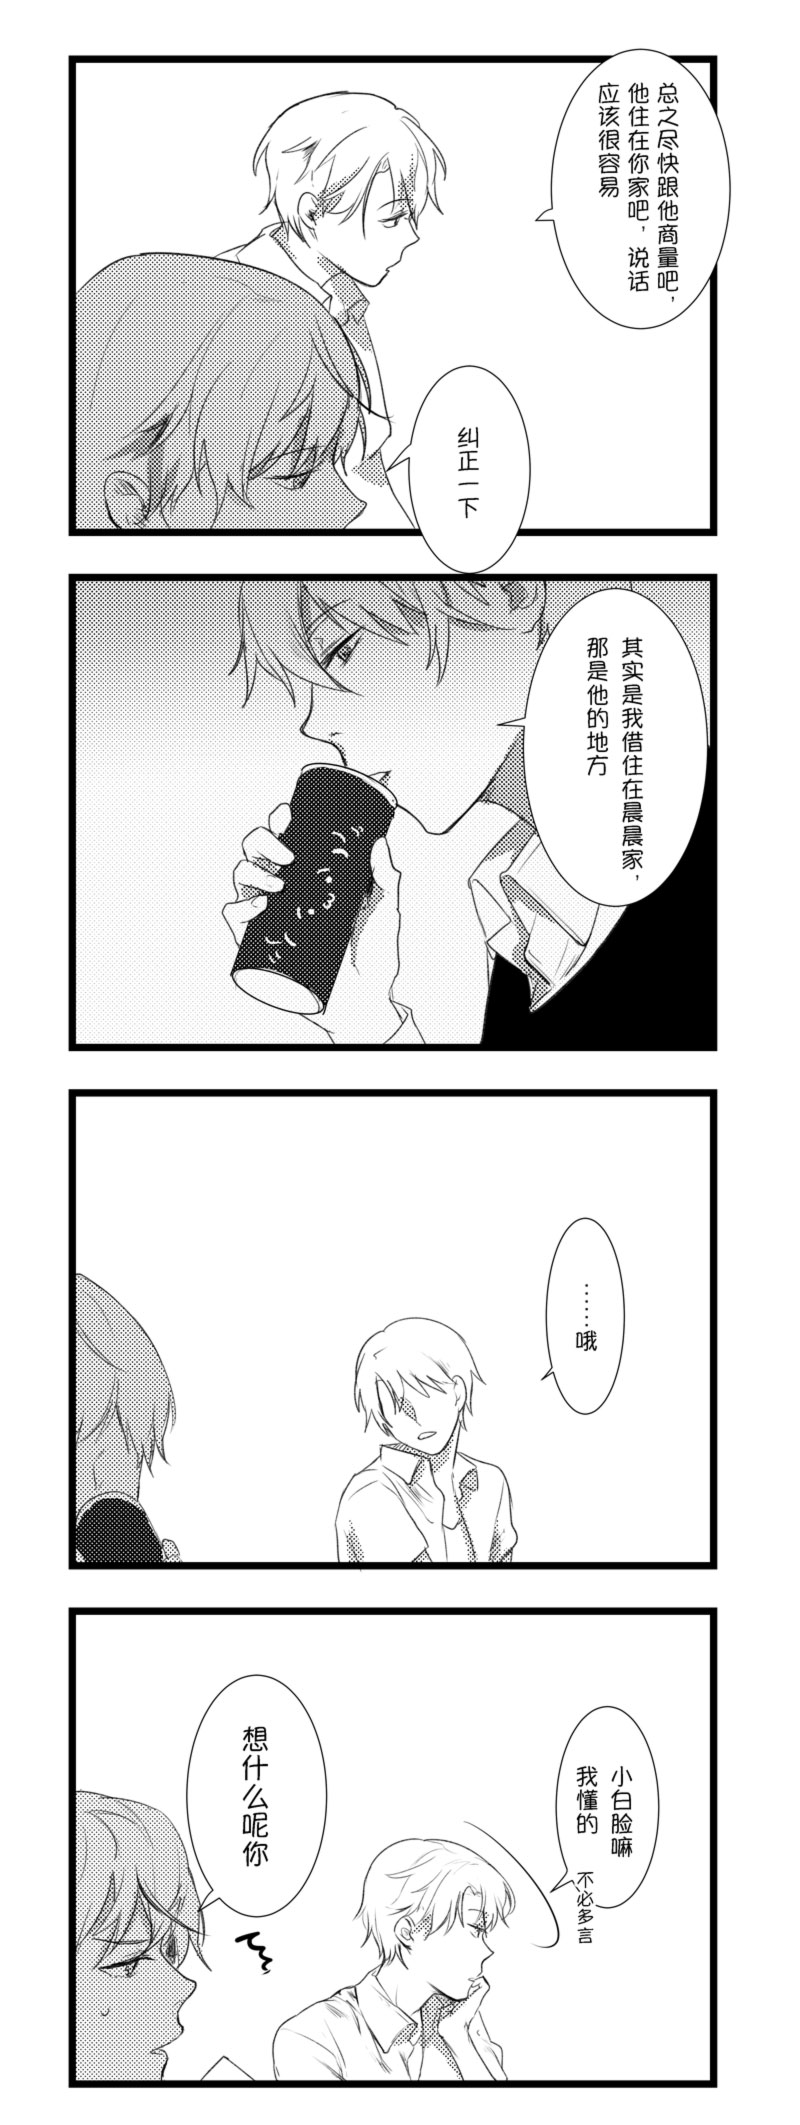 总之尽快跟他商量吧，
他住在你家吧，说话
应该很容易
纠正一下
其实是我借住在晨晨家，
那是他的地方
……哦
小白脸嘛
我懂的
不必多言
想什么呢你